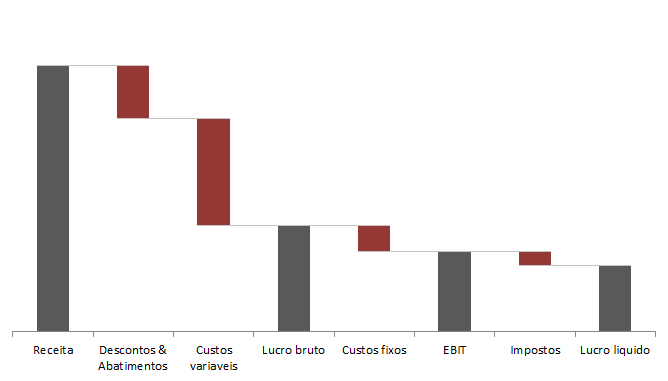 Receita
Descontos &
Abatimentos
Custos
variaveis
Lucro bruto
Custos fixos
EBIT
Impostos
Lucro liquido